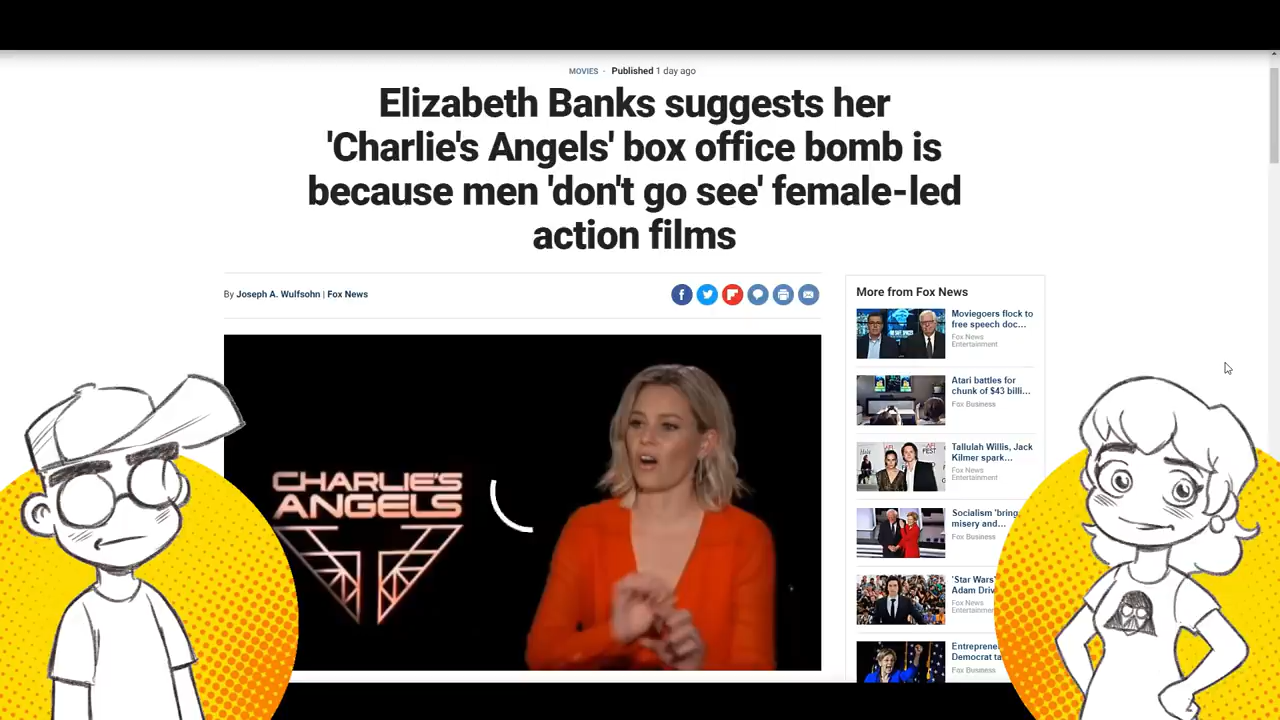 MOVIES · Published 1 day ago
Elizabeth Banks suggests her
'Charlie's Angels' box office bomb is
because men 'don't go see' female-led
action films
By Joseph A. Wulfsohn | Fox News
CHARLIE'S
ANGELS
More from Fox News
Moviegoers flock to
free speech doc...
Fox News
Entertainment
Atari battles for
chunk of $43 billi...
Fox Business
Tallulah Willis, Jack
Kilmer spark...
Fox News
Entertainment
Socialism 'bring
misery and...
Fox Business
'Star Wars'
Adam Driv
Fox News
Entertainmen
Entreprene
Democrat ta
Fox Business